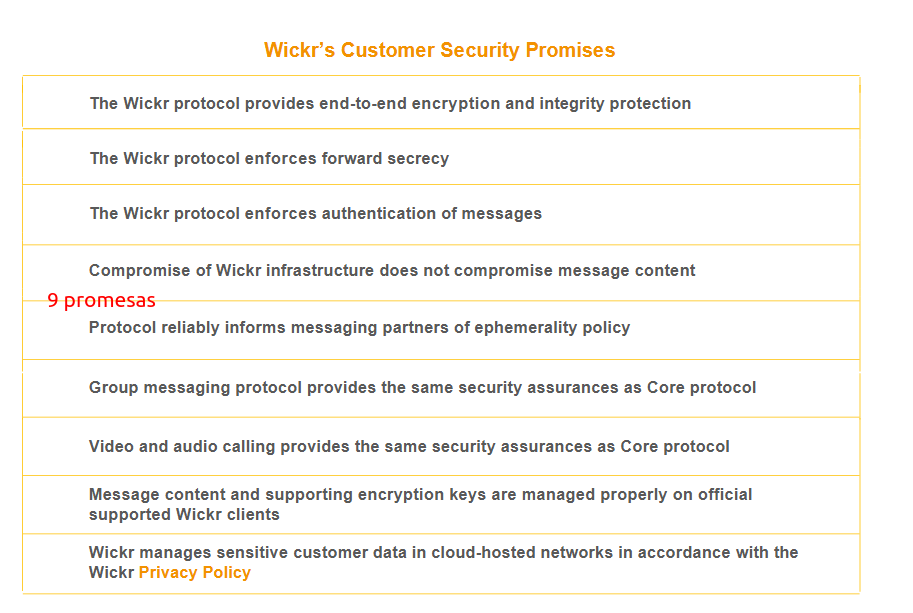 Wickr’s Customer Security Promises
The Wickr protocol provides end-to-end encryption and integrity protection
The Wickr protocol enforces forward secrecy
The Wickr protocol enforces authentication of messages
Compromise of Wickr infrastructure does not compromise message content
9 promesas
Protocol reliably informs messaging partners of ephemerality policy
Group messaging protocol provides the same security assurances as Core protocol
Video and audio calling provides the same security assurances as Core protocol
Message content and supporting encryption keys are managed properly on official
supported Wickr clients
Wickr manages sensitive customer data in cloud-hosted networks in accordance with the
Wickr Privacy Policy